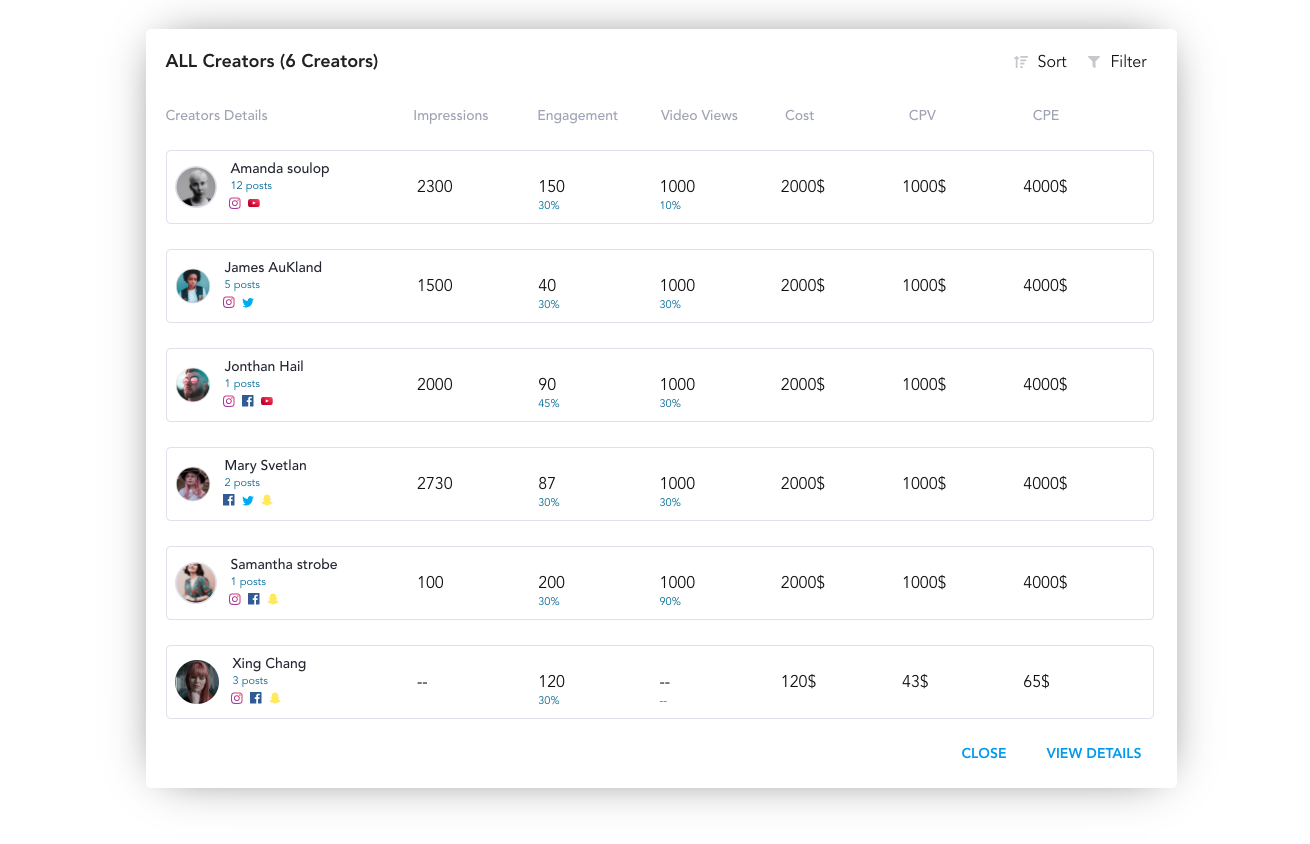 ALL Creators (6 Creators)
Sort
Filter
Creators Details Impressions Engagement Video Views Cost CPV CPE
Amanda soulop
12 posts
2300 150 1000 2000$ 1000$ 4000$
30% 10%
James AuKland
5 posts
1500 40 1000 2000$ 1000$ 4000$
30% 30%
Jonthan Hail
1 posts
2000 90 1000 2000$ 1000$ 4000$
45% 30%
Mary Svetlan
2 posts
2730 87 1000 2000$ 1000$ 4000$
30% 30%
Samantha strobe
1 posts
100 200 1000 2000$ 1000$ 4000$
30% 90%
Xing Chang
3 posts
-- 120 -- 120$ 43$ 65$
30% --
CLOSE VIEW DETAILS